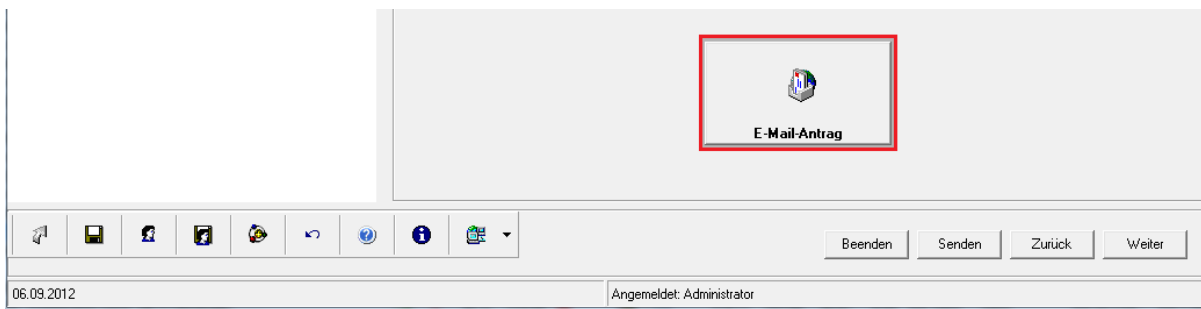 E-Mail-Antrag
Beenden Senden Zurück Weiter
06.09.2012 Angemeldet: Administrator